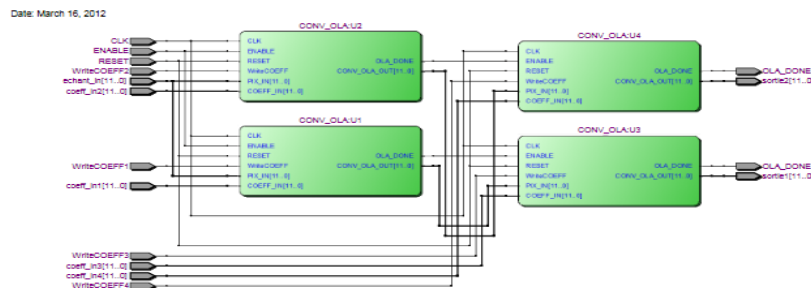 Date: March 16, 2012
CONV_OLA:U2
CLK
ENABLE
RESET
WriteCOEFF2
echant_in[11..0]
coeff_in2[11..0]
CLK
ENABLE
RESET
WriteCOEFF
PIX_IN[11..0]
COEFF_IN[11..0]
OLA_DONE
CONV_OLA_OUT[11..0]
CONV_OLA:U4
CLK
ENABLE
RESET
WriteCOEFF
PIX_IN[11..0]
COEFF_IN[11..0]
OLA_DONE
CONV_OLA_OUT[11..0]
OLA_DONE
sortie2[11..0]
CONV_OLA:U1
WriteCOEFF1
coeff_in1[11..0]
CLK
ENABLE
RESET
WriteCOEFF
PIX_IN[11..0]
COEFF_IN[11..0]
OLA_DONE
CONV_OLA_OUT[11..0]
CONV_OLA:U3
CLK
ENABLE
RESET
WriteCOEFF
PIX_IN[11..0]
COEFF_IN[11..0]
OLA_DONE
CONV_OLA_OUT[11..0]
OLA_DONE
sortie1[11..0]
WriteCOEFF3
coeff_in3[11..0]
coeff_in4[11..0]
WriteCOEFF4